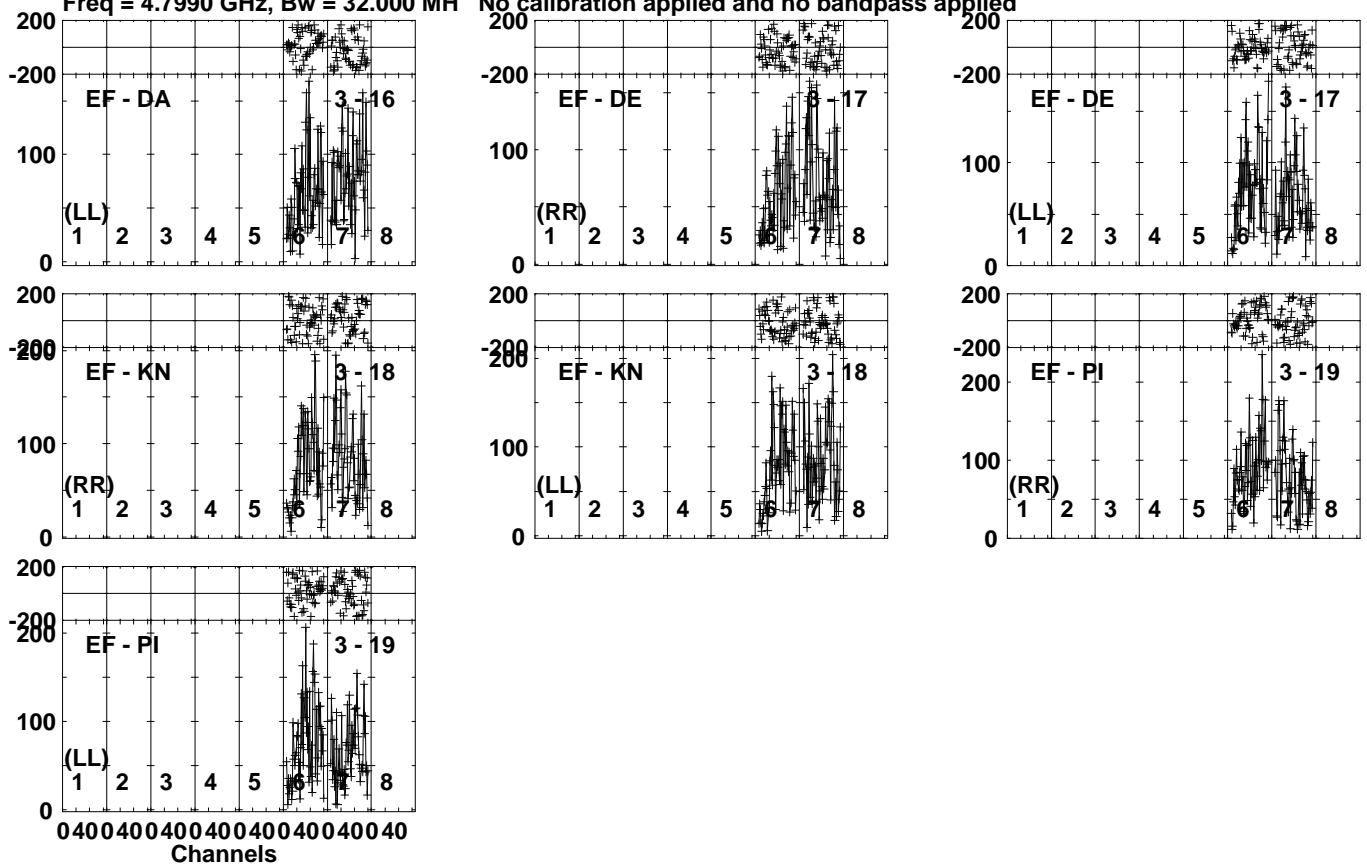 Freq = 4.7990 GHz, Bw = 32.000 MH No calibration applied and no bandpass applied
200 200 200
-200 -200 -200
EF - DA 3 - 16 EF - DE 3 - 17 EF - DE 3 - 17
100 100 100
(LL) (RR) (LL)
1 2 3 4 5 6 7 8 1 2 3 4 5 6 7 8 1 2 3 4 5 6 7 8
0 0 0
200 200 200
-200 -200 -200
200 200
EF - KN 3 - 18 EF - KN 3 - 18 EF - PI 3 - 19
200
100 100 100
(RR) (LL) (RR)
1 2 3 4 5 6 7 8 1 2 3 4 5 6 7 8 1 2 3 4 5 6 7 8
0 0 0
200
-200
200
EF - PI 3 - 19
100
(LL)
1 2 3 4 5 6 7 8
0
0 40 0 40 0 40 0 40 0 40 0 40 0 40 0 40
Channels